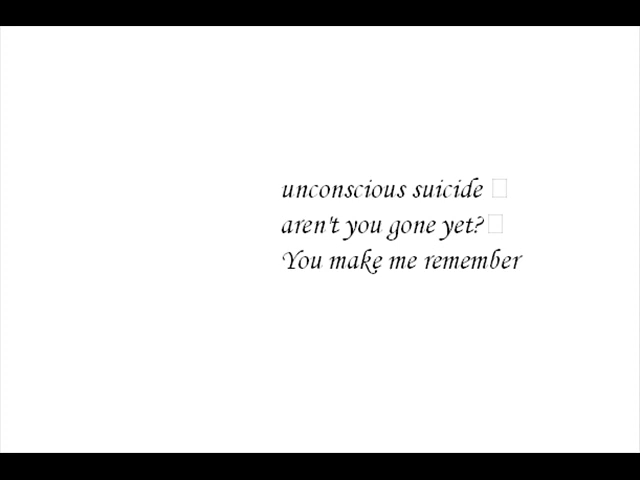 unconscious suicide
aren't you gone yet?
You make me remember